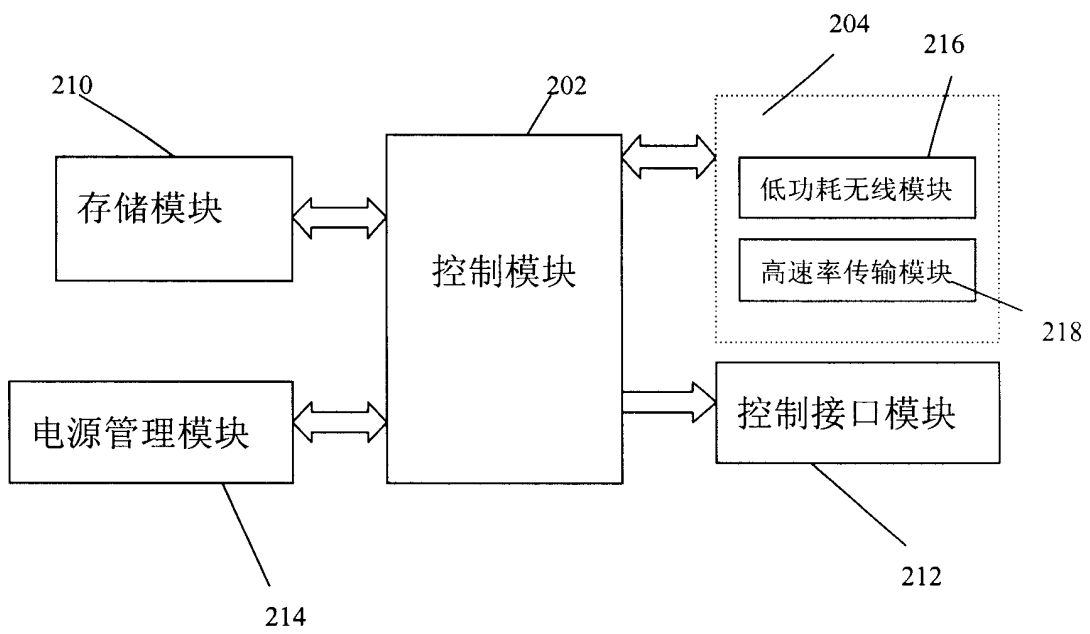 204
216
210
202
存储模块
低功耗无线模块
控制模块
高速率传输模块
218
电源管理模块
控制接口模块
212
214